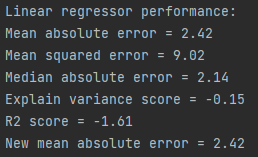 Linear regressor performance:
Mean absolute error = 2.42
Mean squared error = 9.02
Median absolute error = 2.14
Explain variance score = -0.15
R2 score = -1.61
New mean absolute error = 2.42